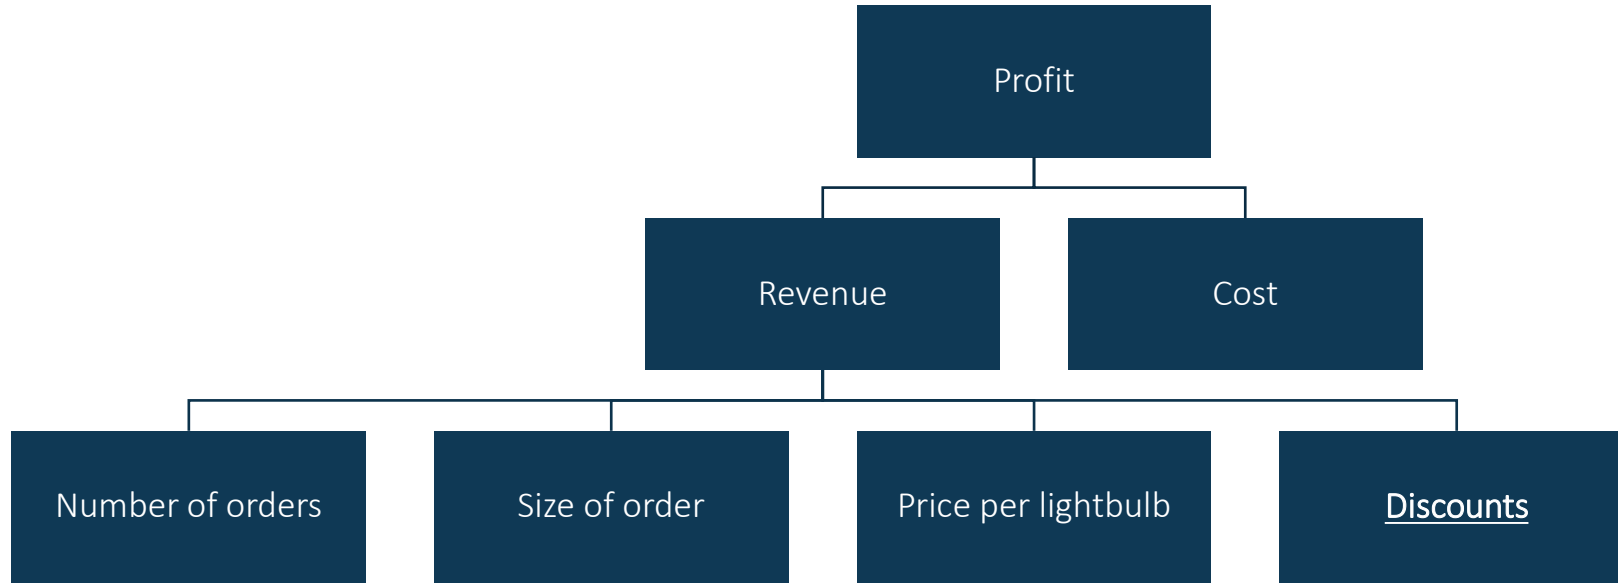 Profit
Revenue
Cost
Number of orders
Size of order
Price per lightbulb
Discounts